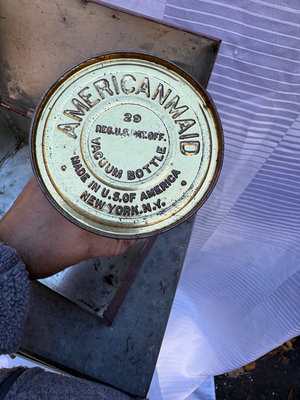 AMERICANMAID
29
REG.U.S.PAT.OFF.
VACUUM BOTTLE
MADE IN U.S.OF AMERICA
NEW YORK.N.Y.